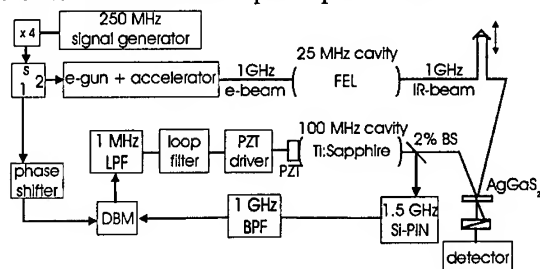 250 MHz
signal generator
x 4
S
1 2
e-gun + accelerator
1GHz
e-beam
25 MHz cavity
FEL
1GHz
IR-beam
1 MHz
LPF
loop
filter
PZT
driver
PZT
100 MHz cavity
Ti:Sapphire
2% BS
AgGaS2
phase
shifter
DBM
1 GHz
BPF
1.5 GHz
Si-PIN
detector